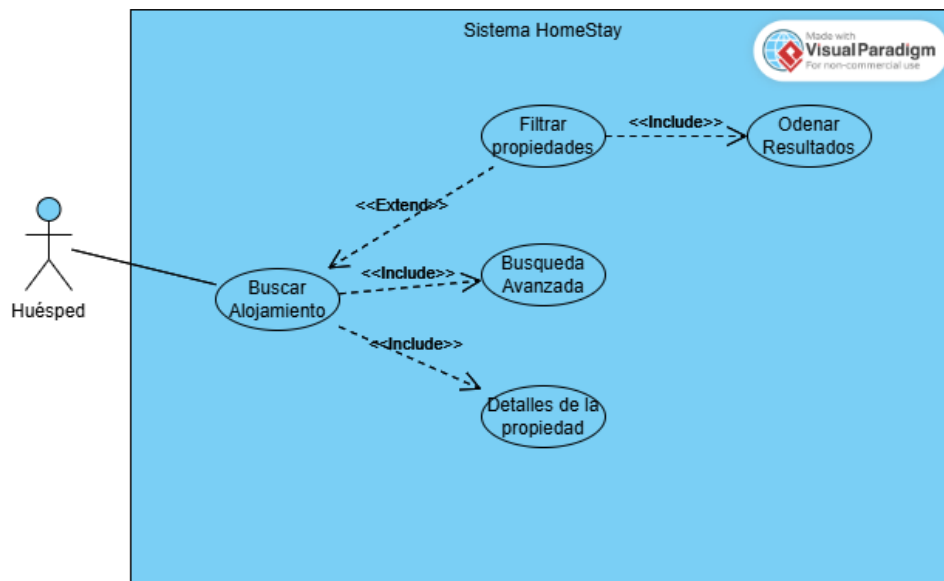 Sistema HomeStay
Made with
Visual Paradigm
For non-commercial use
Filtrar
propiedades
<<Include>>
Odenar
Resultados
<<Extend>>
Huésped
Buscar
Alojamiento
<<Include>>
Busqueda
Avanzada
<<Include>>
Detalles de la
propiedad